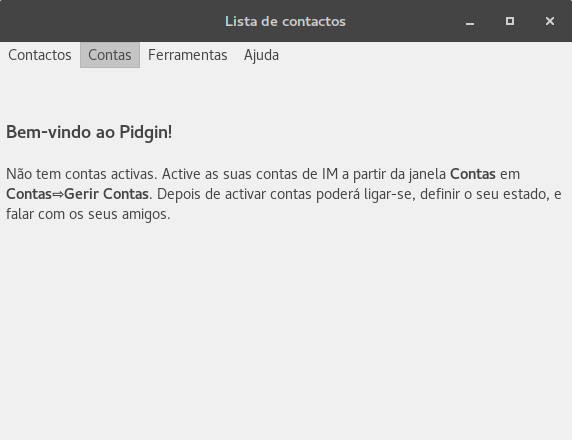 Lista de contactos
Contactos Contas Ferramentas Ajuda
Bem-vindo ao Pidgin!
Não tem contas activas. Active as suas contas de IM a partir da janela Contas em
Contas⇨Gerir Contas. Depois de activar contas poderá ligar-se, definir o seu estado, e
falar com os seus amigos.